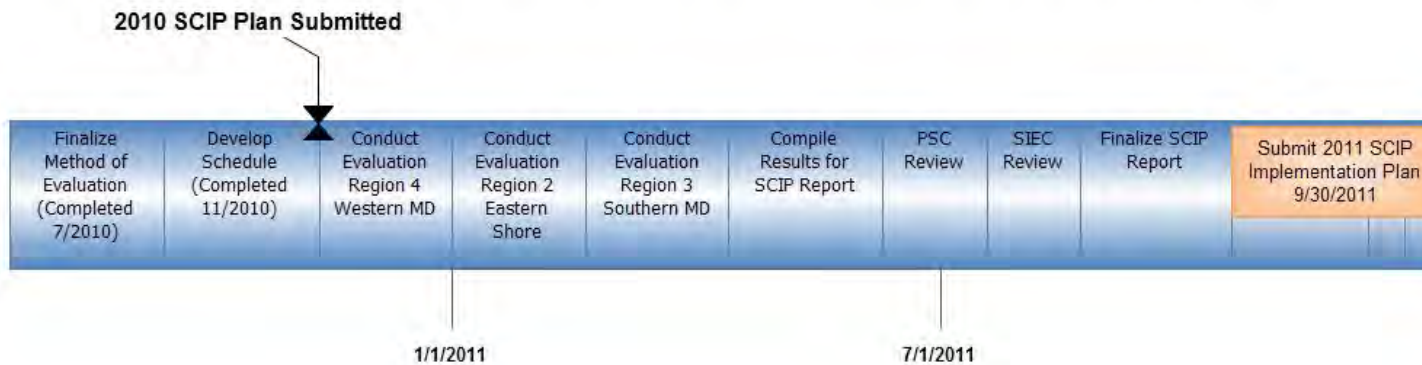 2010 SCIP Plan Submitted
Finalize
Method of
Evaluation
(Completed
7/2010)
Develop
Schedule
(Completed
11/2010)
Conduct
Evaluation
Region 4
Western MD
Conduct
Evaluation
Region 2
Eastern
Shore
Conduct
Evaluation
Region 3
Southern MD
Compile
Results for
SCIP Report
PSC
Review
SIEC
Review
Finalize SCIP
Report
Submit 2011 SCIP
Implementation Plan
9/30/2011
1/1/2011
7/1/2011